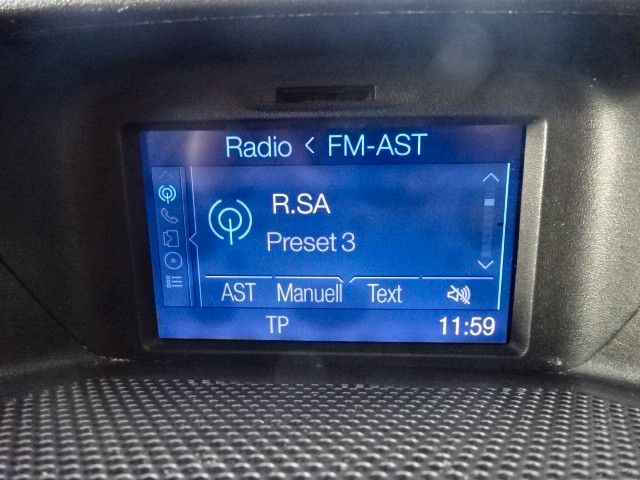 Radio < FM-AST
R.SA
Preset 3
AST Manuell Text
TP 11:59